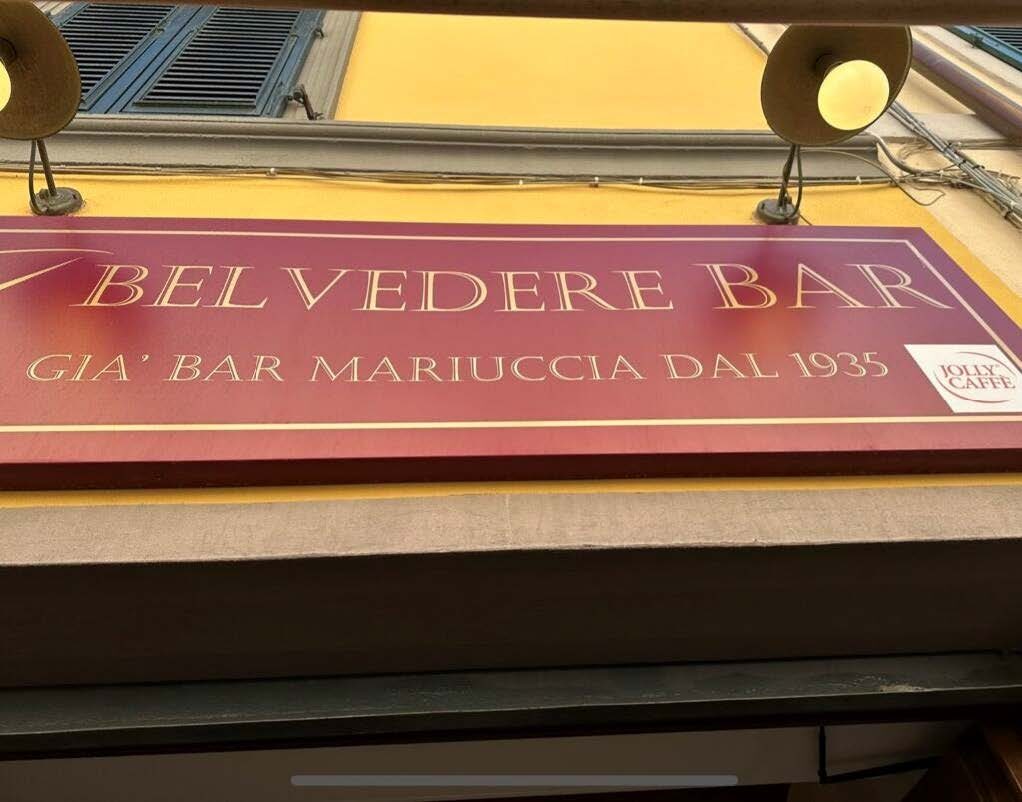 BELVEDERE BAR
GIA' BAR MARIUCCIA DAL 1935
JOLLY
CAFFÈ